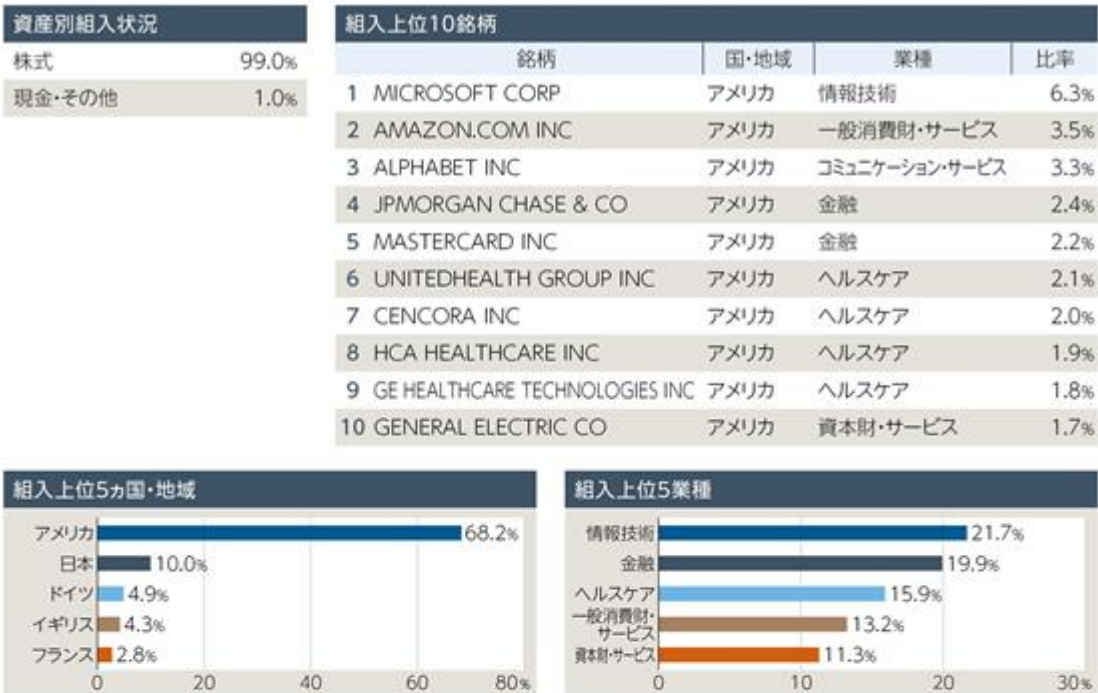 資産別組入状況
株式 99.0%
現金・その他 1.0%
組入上位10銘柄
銘柄 国・地域 業種 比率
1 MICROSOFT CORP アメリカ 情報技術 6.3%
2 AMAZON.COM INC アメリカ 一般消費財・サービス 3.5%
3 ALPHABET INC アメリカ コミュニケーション・サービス 3.3%
4 JPMORGAN CHASE & CO アメリカ 金融 2.4%
5 MASTERCARD INC アメリカ 金融 2.2%
6 UNITEDHEALTH GROUP INC アメリカ ヘルスケア 2.1%
7 CENCORA INC アメリカ ヘルスケア 2.0%
8 HCA HEALTHCARE INC アメリカ ヘルスケア 1.9%
9 GE HEALTHCARE TECHNOLOGIES INC アメリカ ヘルスケア 1.8%
10 GENERAL ELECTRIC CO アメリカ 資本財・サービス 1.7%
組入上位5ヵ国・地域
アメリカ 68.2%
日本 10.0%
ドイツ 4.9%
イギリス 4.3%
フランス 2.8%
0 20 40 60 80%
組入上位5業種
情報技術 21.7%
金融 19.9%
ヘルスケア 15.9%
一般消費財・
サービス 13.2%
資本財・サービス 11.3%
0 10 20 30%